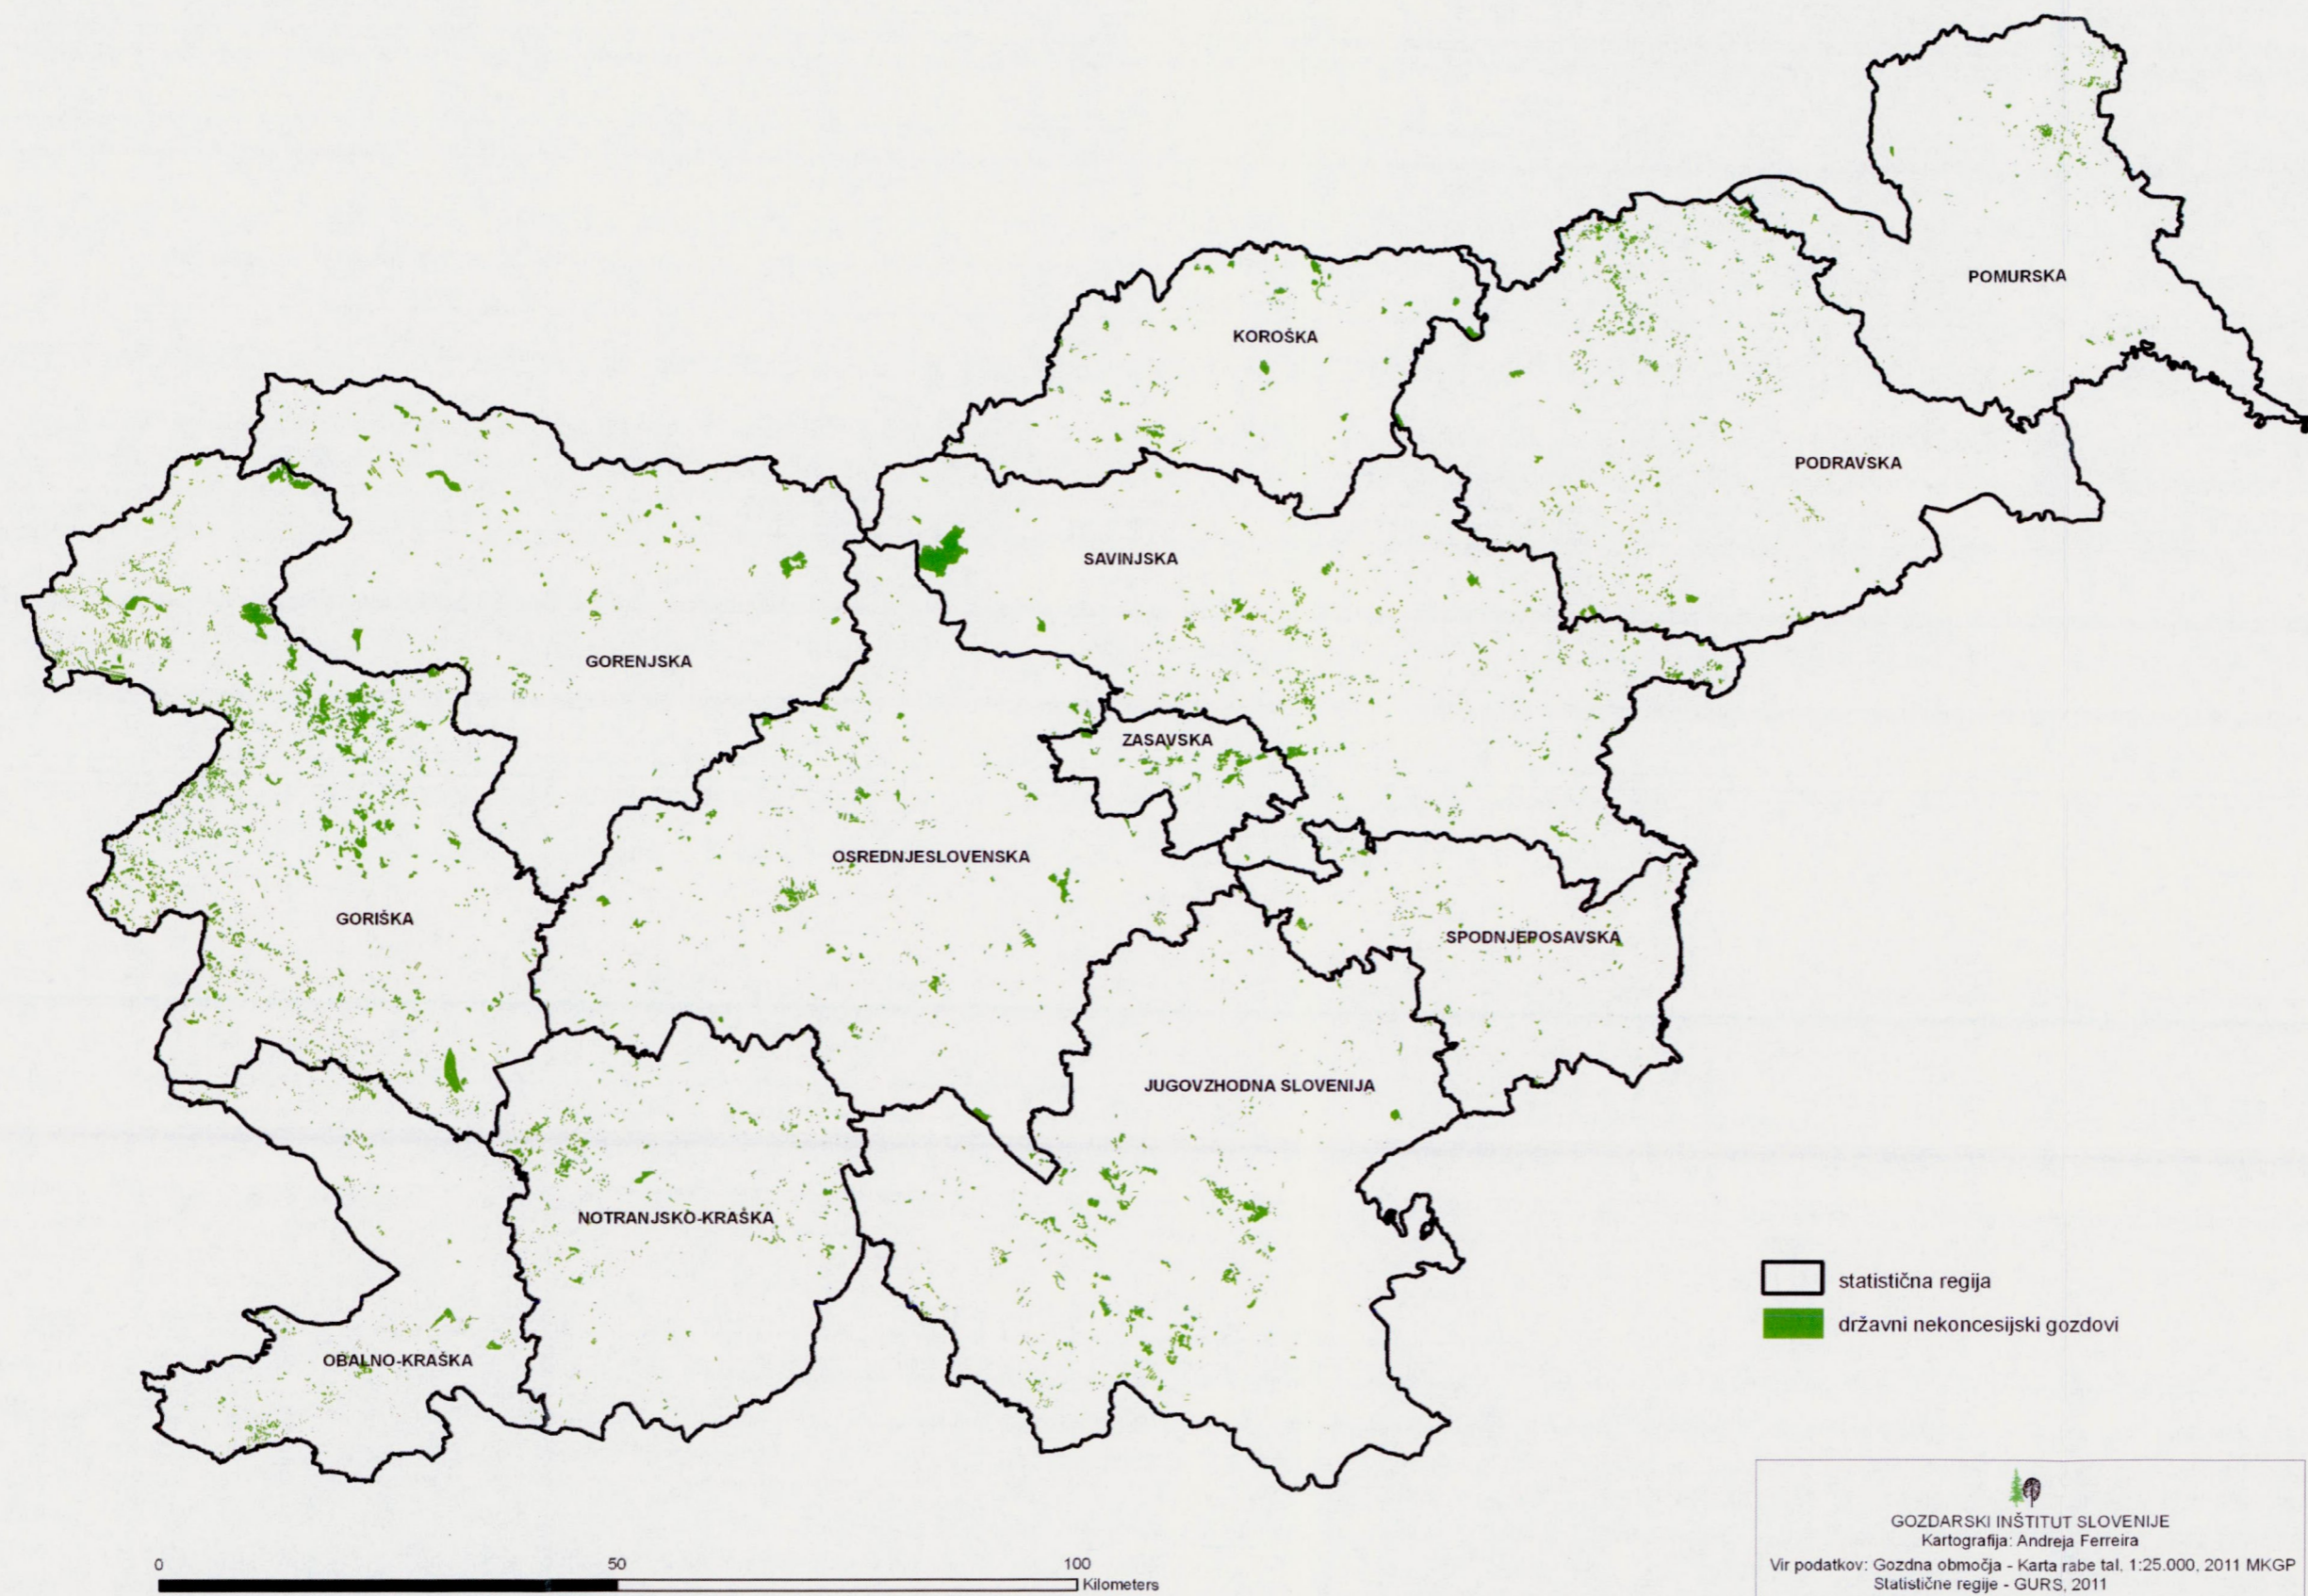 POMURSKA
KOROŠKA
PODRAVSKA
SAVINJSKA
GORENJSKA
ZASAVSKA
OSREDNJESLOVENSKA
GORIŠKA
SPODNJEPOSAVSKA
JUGOVZHODNA SLOVENIJA
NOTRANJSKO-KRAŠKA
OBALNO-KRAŠKA
statistična regija
državni nekoncesijski gozdovi
GOZDARSKI INŠTITUT SLOVENIJE
Kartografija: Andreja Ferreira
Vir podatkov: Gozdna območja - Karta rabe tal, 1:25.000, 2011 MKGP
Statistične regije - GURS, 2011
0 50 100
Kilometers